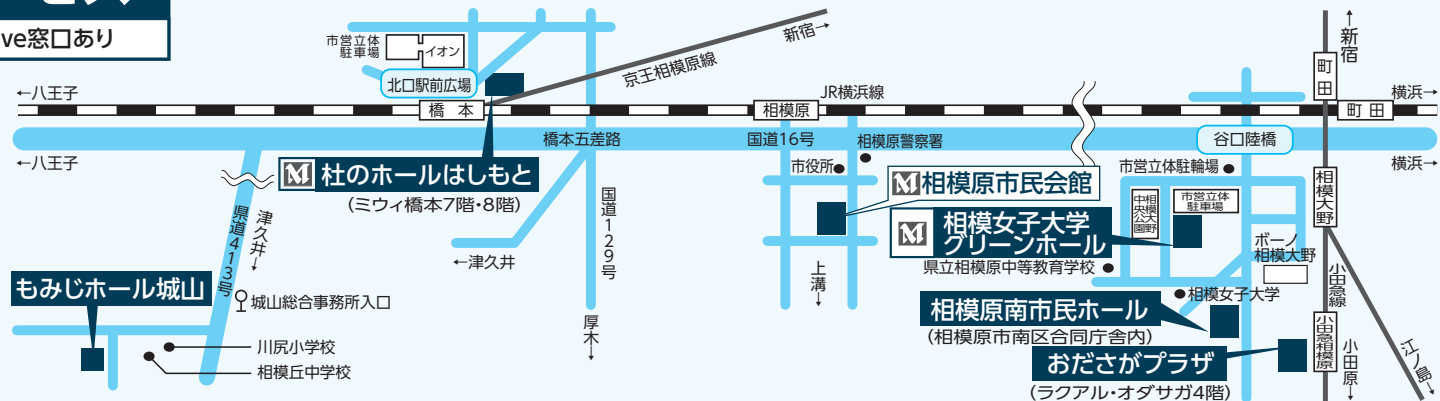 ve窓口あり
市営立体
駐車場
イオン
北口駅前広場
新宿→
京王相模原線
←八王子
橋本
相模原
JR横浜線
横浜→
町田
町田
↑新宿
←八王子
橋本五差路
国道16号
相模原警察署
谷口陸橋
横浜→
M 杜のホールはしもと
(ミウィ橋本7階・8階)
市役所
M 相模原市民会館
市営立体駐輪場
市営立体
駐車場
相模大野
中央公園
相模大野
M 相模女子大学
グリーンホール
ボーノ
相模大野
県立相模原中等教育学校
津久井→
県道413号
国道129号
←津久井
上溝→
厚木→
もみじホール城山
城山総合事務所入口
川尻小学校
相模丘中学校
相模女子大学
相模原南市民ホール
(相模原市南区合同庁舎内)
おださがプラザ
(ラクアル・オダサガ4階)
小田急線
小田急相模原
小田原→
江ノ島→